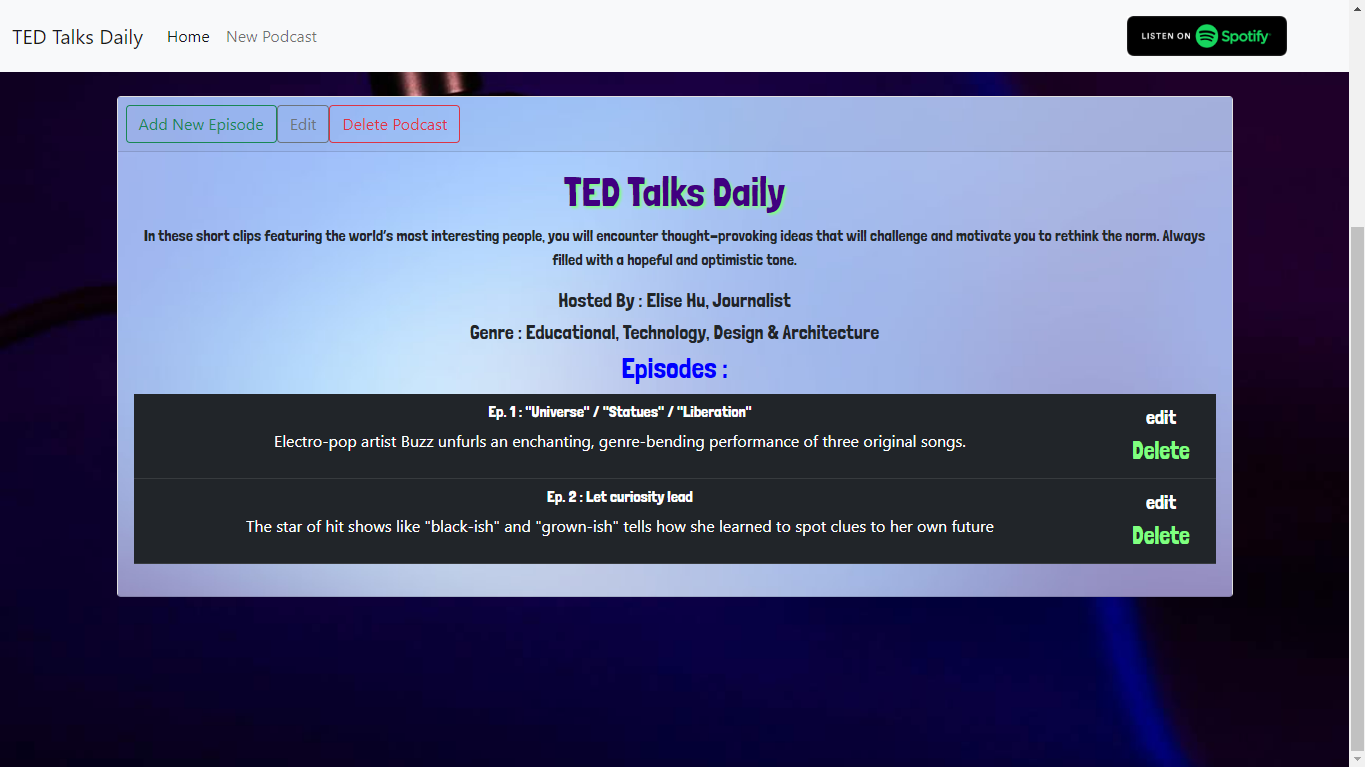 TED Talks Daily Home New Podcast LISTEN ON Spotify
Add New Episode Edit Delete Podcast
TED Talks Daily
In these short clips featuring the world's most interesting people, you will encounter thought-provoking ideas that will challenge and motivate you to rethink the norm. Always
filled with a hopeful and optimistic tone.
Hosted By : Elise Hu, Journalist
Genre : Educational, Technology, Design & Architecture
Episodes :
Ep. 1 : "Universe" / "Statues" / "Liberation"
edit
Electro-pop artist Buzz unfurls an enchanting, genre-bending performance of three original songs.
Delete
Ep. 2 : Let curiosity lead
edit
The star of hit shows like "black-ish" and "grown-ish" tells how she learned to spot clues to her own future
Delete